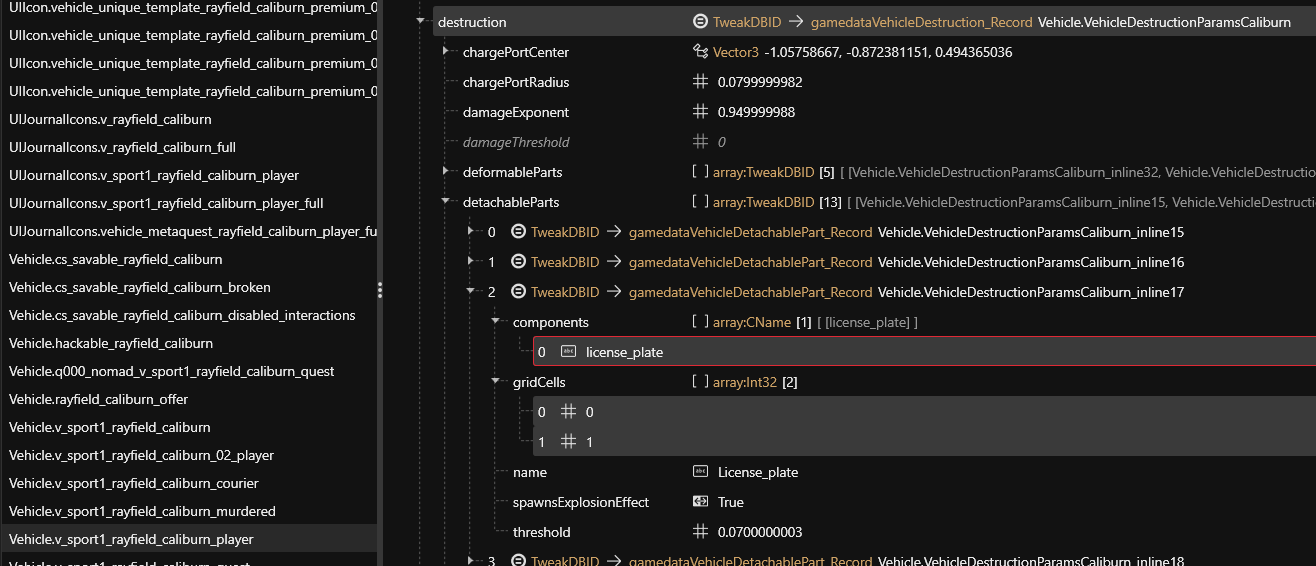 UIIcon.vehicle_unique_template_rayfield_caliburn_premium_0
UIIcon.vehicle_unique_template_rayfield_caliburn_premium_0
UIIcon.vehicle_unique_template_rayfield_caliburn_premium_0
UIIcon.vehicle_unique_template_rayfield_caliburn_premium_0
UIJournalIcons.v_rayfield_caliburn
UIJournalIcons.v_rayfield_caliburn_full
UIJournalIcons.v_sport1_rayfield_caliburn_player
UIJournalIcons.v_sport1_rayfield_caliburn_player_full
UIJournalIcons.vehicle_metaquest_rayfield_caliburn_player_fu
Vehicle.cs_savable_rayfield_caliburn
Vehicle.cs_savable_rayfield_caliburn_broken
Vehicle.cs_savable_rayfield_caliburn_disabled_interactions
Vehicle.hackable_rayfield_caliburn
Vehicle.q000_nomad_v_sport1_rayfield_caliburn_quest
Vehicle.rayfield_caliburn_offer
Vehicle.v_sport1_rayfield_caliburn
Vehicle.v_sport1_rayfield_caliburn_02_player
Vehicle.v_sport1_rayfield_caliburn_courier
Vehicle.v_sport1_rayfield_caliburn_murdered
Vehicle.v_sport1_rayfield_caliburn_player
Vehicle.v_sport1_rayfield_caliburn_quest
destruction TweakDBID → gamedataVehicleDestruction_Record Vehicle.VehicleDestructionParamsCaliburn
chargePortCenter Vector3 -1.05758667, -0.872381151, 0.494365036
chargePortRadius # 0.0799999982
damageExponent # 0.949999988
damageThreshold # 0
deformableParts [ ] array:TweakDBID [5] [ [Vehicle.VehicleDestructionParamsCaliburn_inline32, Vehicle.VehicleDestruction
detachableParts [ ] array:TweakDBID [13] [ [Vehicle.VehicleDestructionParamsCaliburn_inline15, Vehicle.VehicleDestructio
0 TweakDBID → gamedataVehicleDetachablePart_Record Vehicle.VehicleDestructionParamsCaliburn_inline15
1 TweakDBID → gamedataVehicleDetachablePart_Record Vehicle.VehicleDestructionParamsCaliburn_inline16
2 TweakDBID → gamedataVehicleDetachablePart_Record Vehicle.VehicleDestructionParamsCaliburn_inline17
components [ ] array:CName [1] [ [license_plate] ]
0 abc license_plate
gridCells [ ] array:Int32 [2]
0 # 0
1 # 1
name abc License_plate
spawnsExplosionEffect True
threshold # 0.0700000003
3 TweakDBID → gamedataVehicleDetachablePart_Record Vehicle.VehicleDestructionParamsCaliburn_inline18